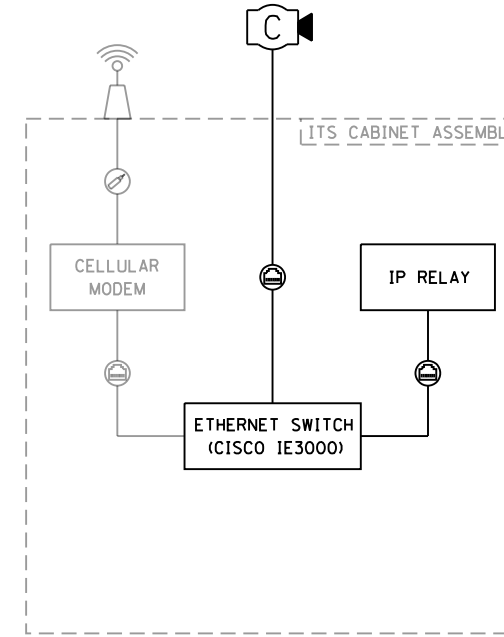 C
ITS CABINET ASSEMBL
CELLULAR
MODEM
IP RELAY
ETHERNET SWITCH
(CISCO IE3000)